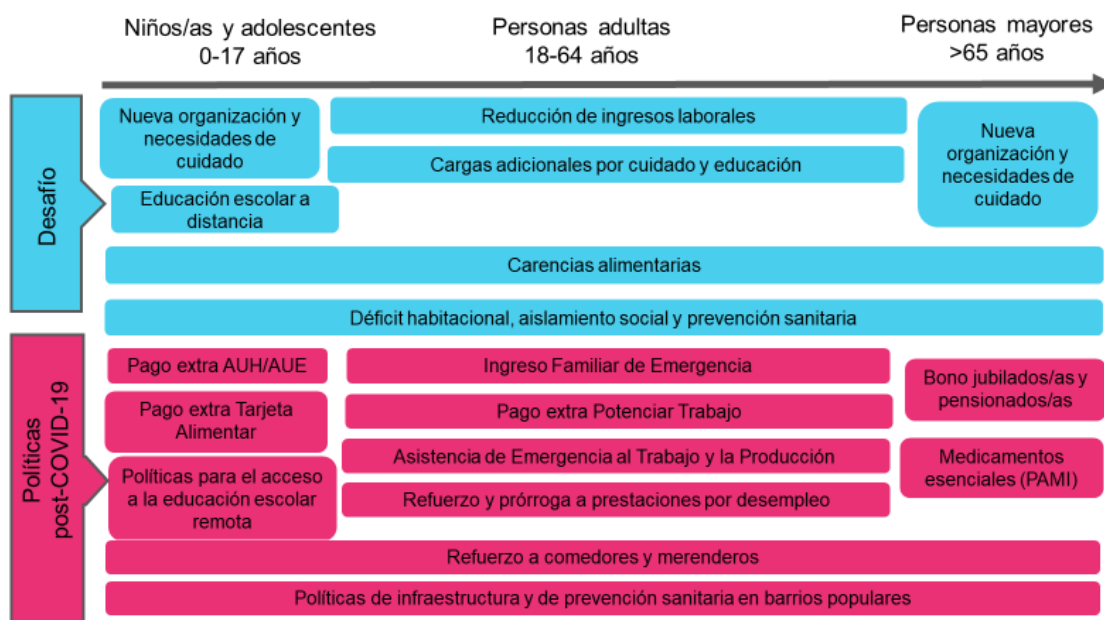 Niños/as y adolescentes
0-17 años
Personas adultas
18-64 años
Personas mayores
>65 años
Desafío
Nueva organización y
necesidades de
cuidado
Reducción de ingresos laborales
Cargas adicionales por cuidado y educación
Nueva
organización y
necesidades de
cuidado
Educación escolar a
distancia
Carencias alimentarias
Déficit habitacional, aislamiento social y prevención sanitaria
Políticas
post-COVID-19
Pago extra AUH/AUE
Ingreso Familiar de Emergencia
Bono jubilados/as y
pensionados/as
Pago extra Tarjeta
Alimentar
Pago extra Potenciar Trabajo
Asistencia de Emergencia al Trabajo y la Producción
Medicamentos
esenciales (PAMI)
Políticas para el acceso
a la educación escolar
remota
Refuerzo y prórroga a prestaciones por desempleo
Refuerzo a comedores y merenderos
Políticas de infraestructura y de prevención sanitaria en barrios populares